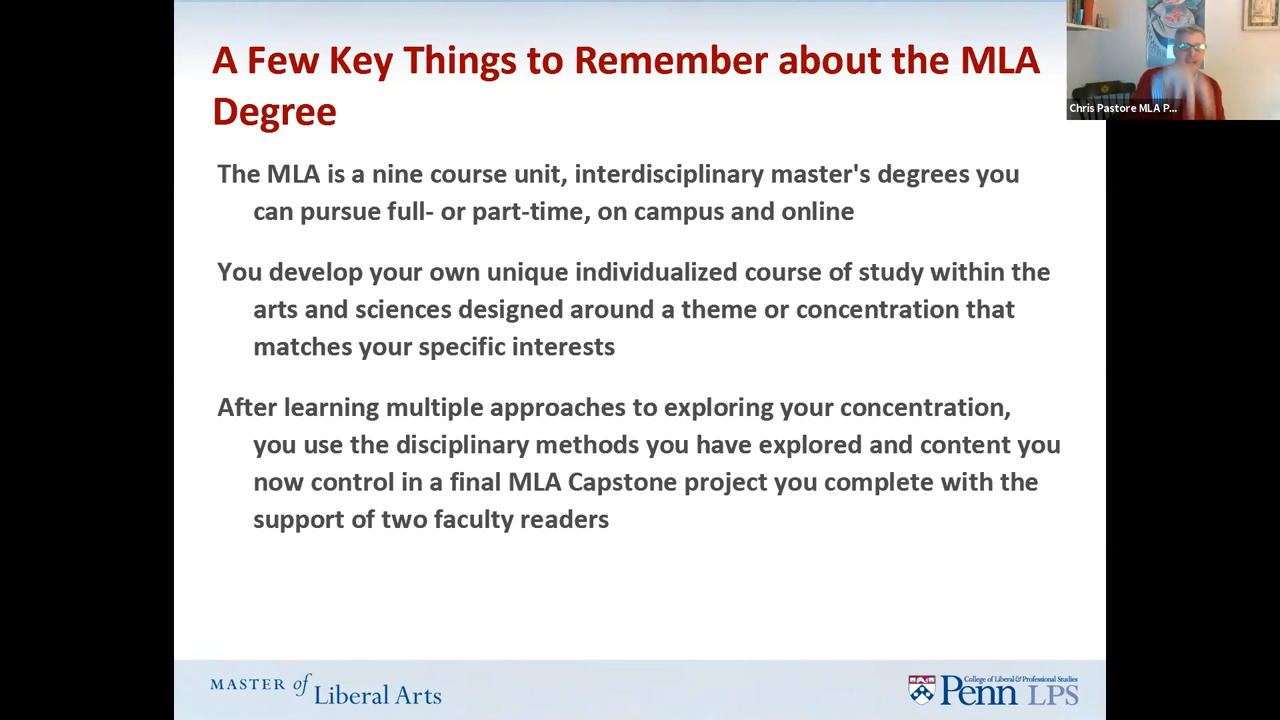 A Few Key Things to Remember about the MLA
Degree
Chris Pastore MLA P...
The MLA is a nine course unit, interdisciplinary master's degrees you
can pursue full- or part-time, on campus and online
You develop your own unique individualized course of study within the
arts and sciences designed around a theme or concentration that
matches your specific interests
After learning multiple approaches to exploring your concentration,
you use the disciplinary methods you have explored and content you
now control in a final MLA Capstone project you complete with the
support of two faculty readers
MASTER of
Liberal Arts
College of Liberal & Professional Studies
Penn LPS